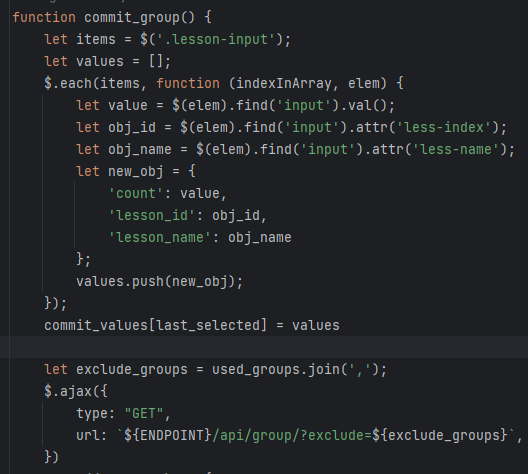 function commit_group() {
    let items = $('.lesson-input');
    let values = [];
    $.each(items, function (indexInArray, elem) {
        let value = $(elem).find('input').val();
        let obj_id = $(elem).find('input').attr('less-index');
        let obj_name = $(elem).find('input').attr('less-name');
        let new_obj = {
            'count': value,
            'lesson_id': obj_id,
            'lesson_name': obj_name
        };
        values.push(new_obj);
    });
    commit_values[last_selected] = values
    let exclude_groups = used_groups.join(',');
    $.ajax({
        type: "GET",
        url: `${ENDPOINT}/api/group/?exclude=${exclude_groups}`,
    })